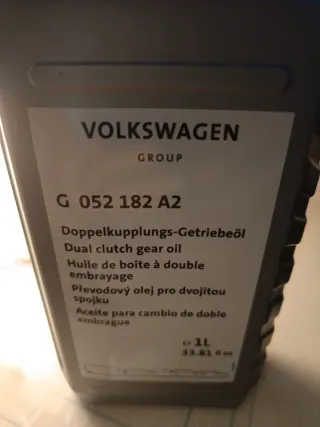 VOLKSWAGEN
GROUP
G 052 182 A2
Doppelkupplungs-Getriebeöl
Dual clutch gear oil
Huile de boîte à double
embrayage
Převodový olej pro dvojitou
spojku
Aceite para cambio de doble
embrague
℮ 1L
33.81 fl oz